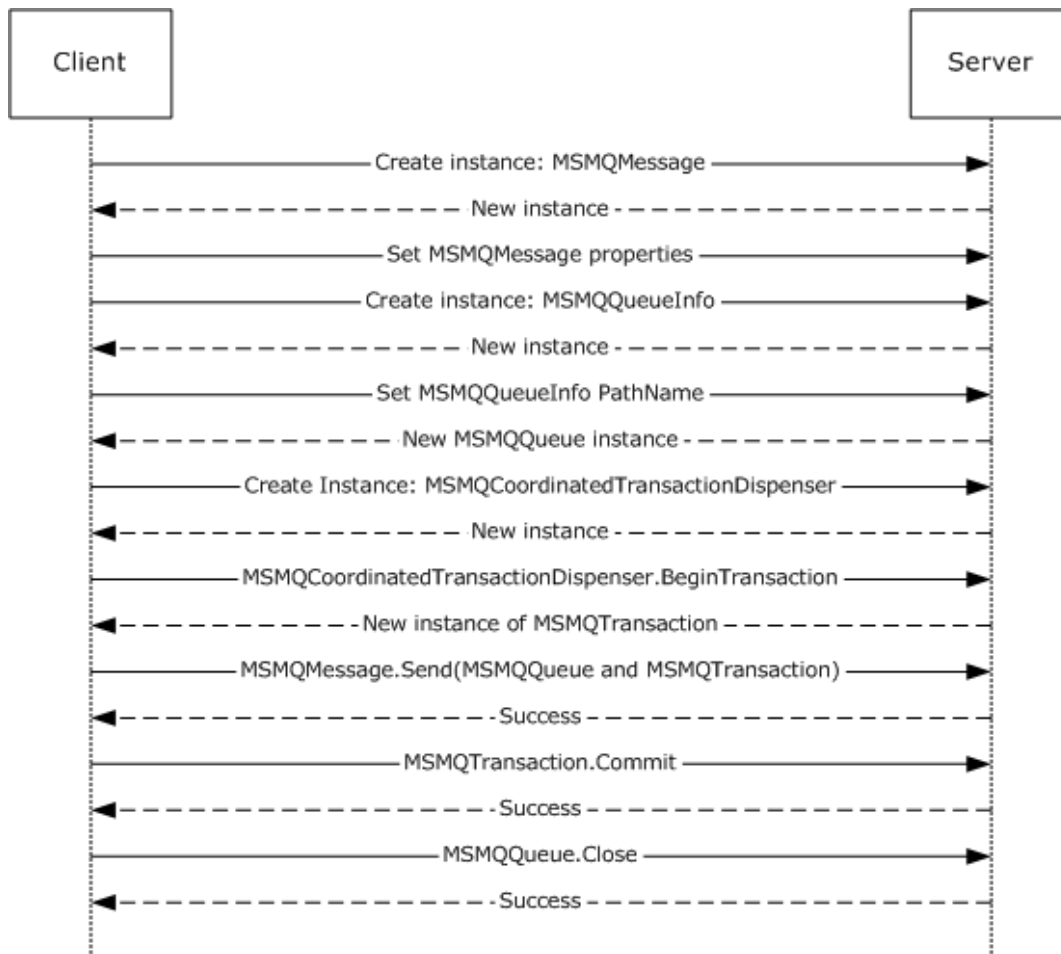 Client
Server
Create instance: MSMQMessage
New instance
Set MSMQMessage properties
Create instance: MSMQQueueInfo
New instance
Set MSMQQueueInfo PathName
New MSMQQueue instance
Create Instance: MSMQCoordinatedTransactionDispenser
New instance
MSMQCoordinatedTransactionDispenser.BeginTransaction
New instance of MSMQTransaction
MSMQMessage.Send(MSMQQueue and MSMQTransaction)
Success
MSMQTransaction.Commit
Success
MSMQQueue.Close
Success